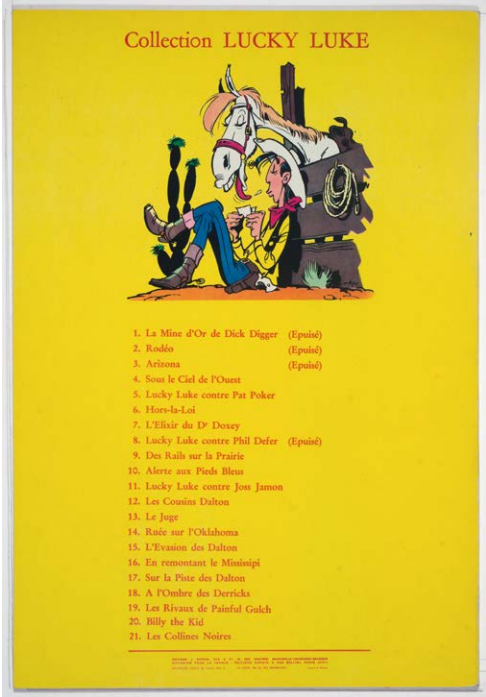 Collection LUCKY LUKE
1. La Mine d'Or de Dick Digger (Epuisé)
2. Rodéo (Epuisé)
3. Arizona (Epuisé)
4. Sous le Ciel de l'Ouest
5. Lucky Luke contre Pat Poker
6. Hors-la-Loi
7. L'Elixir du Dr Doxey
8. Lucky Luke contre Phil Defer (Epuisé)
9. Des Rails sur la Prairie
10. Alerte aux Pieds Bleus
11. Lucky Luke contre Joss Jamon
12. Les Cousins Dalton
13. Le Juge
14. Ruée sur l'Oklahoma
15. L'Evasion des Dalton
16. En remontant le Mississipi
17. Sur la Piste des Dalton
18. A l'Ombre des Derricks
19. Les Rivaux de Painful Gulch
20. Billy the Kid
21. Les Collines Noires